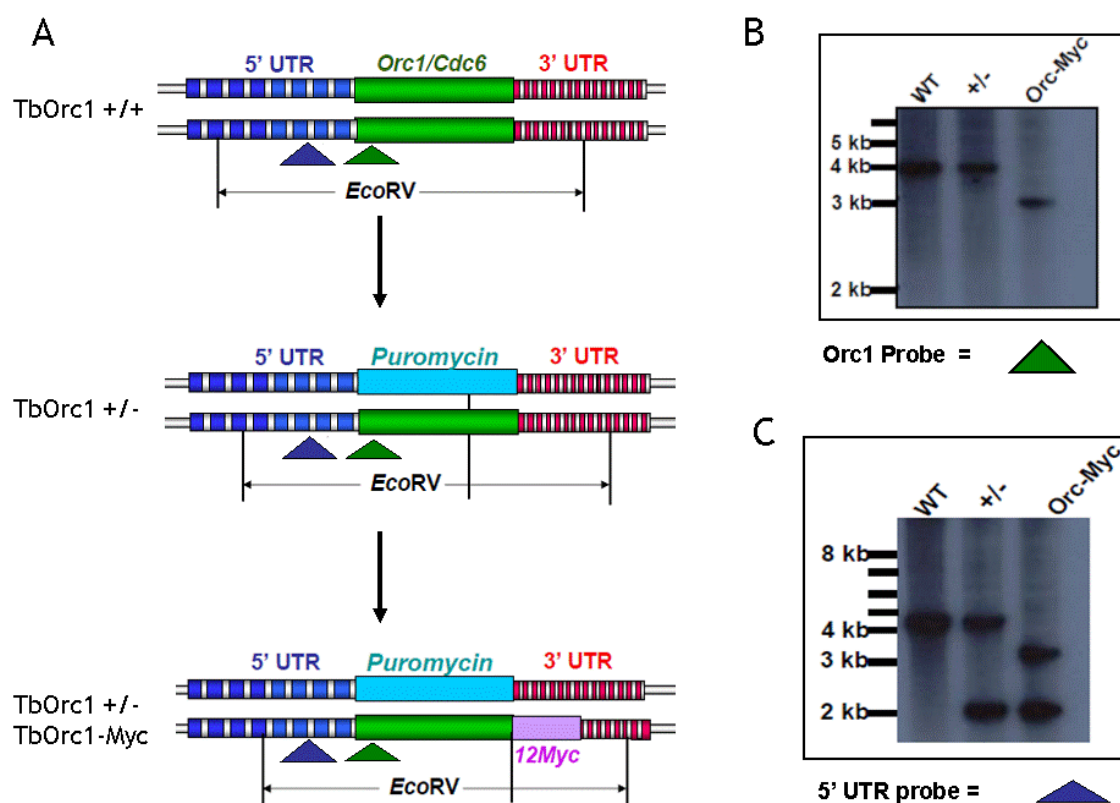 A
5' UTR
Orc1/Cdc6
3' UTR
TbOrc1 +/+
EcoRV
5' UTR
Puromycin
3' UTR
TbOrc1 +/-
EcoRV
5' UTR
Puromycin
3' UTR
TbOrc1 +/-
TbOrc1-Myc
12Myc
EcoRV
B
WT
+/-
Orc-Myc
5 kb
4 kb
3 kb
2 kb
Orc1 Probe =
C
WT
+/-
Orc-Myc
8 kb
4 kb
3 kb
2 kb
5' UTR probe =